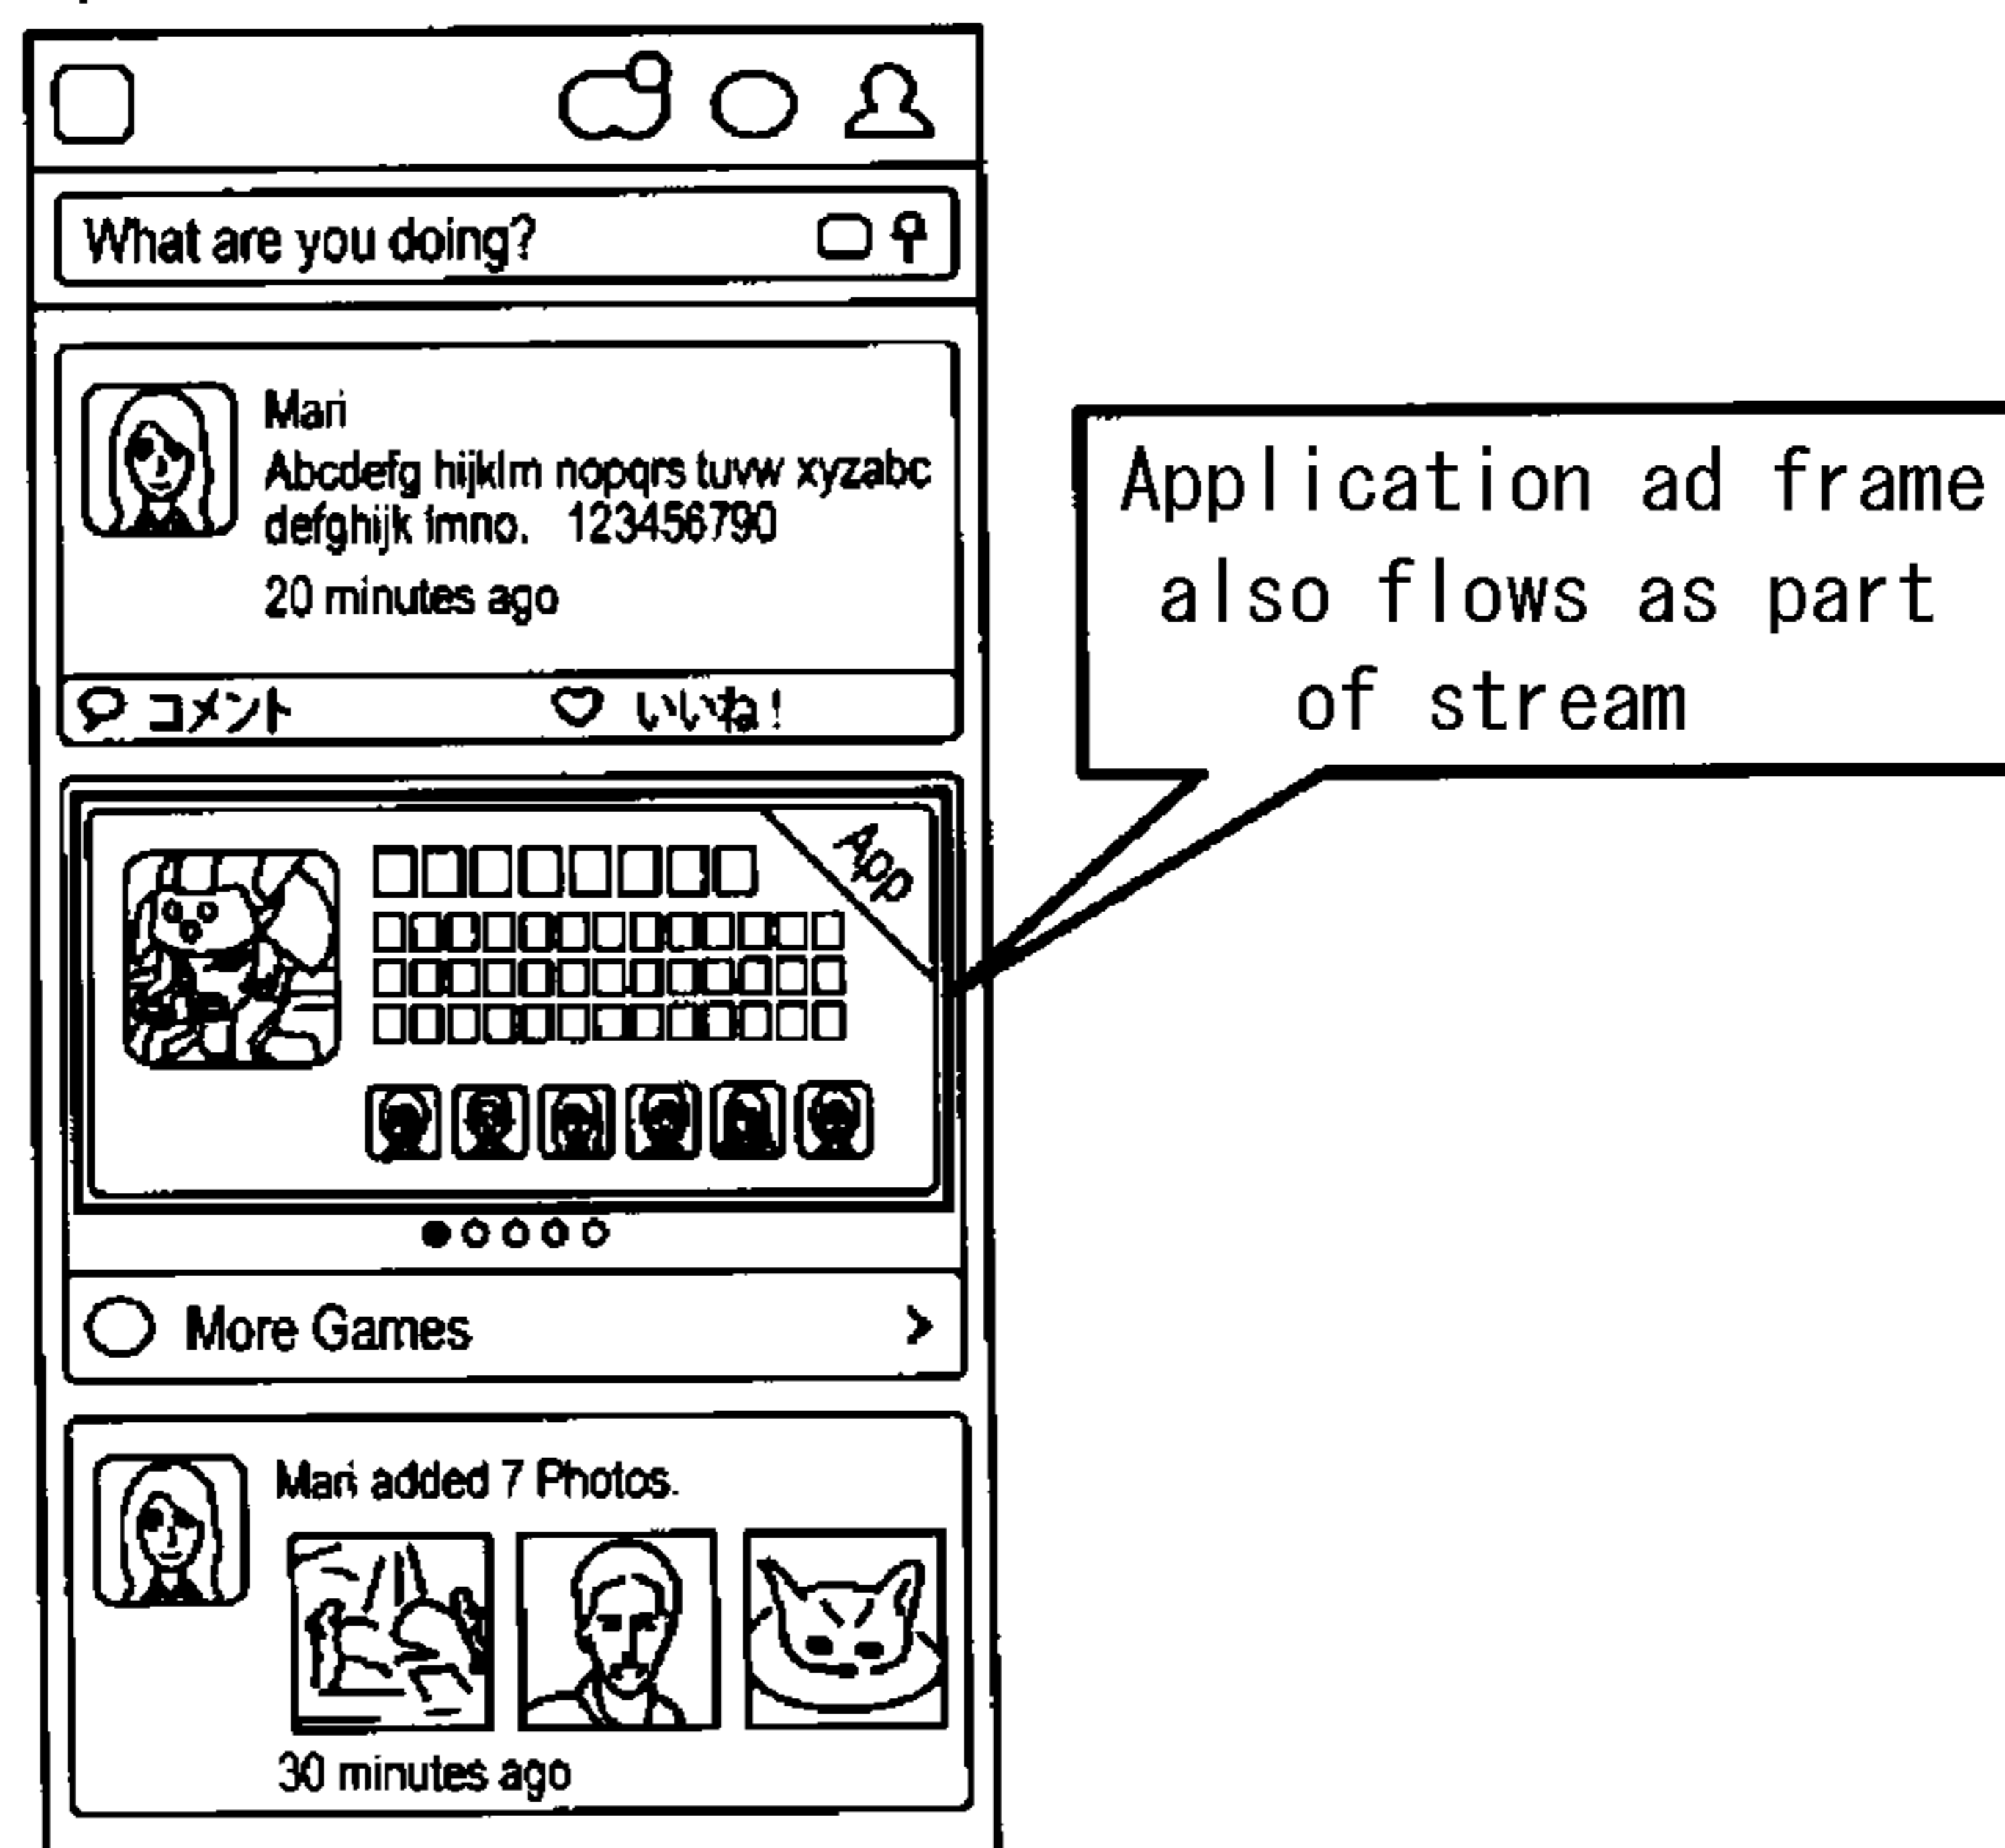 What are you doing?
Mari
Abcdefg hijklm nopqrs tuvw xyzabc
defghijk lmno. 123456790
20 minutes ago
コメント いいね!
Application ad frame
also flows as part
of stream
App
More Games
Mari added 7 Photos.
30 minutes ago